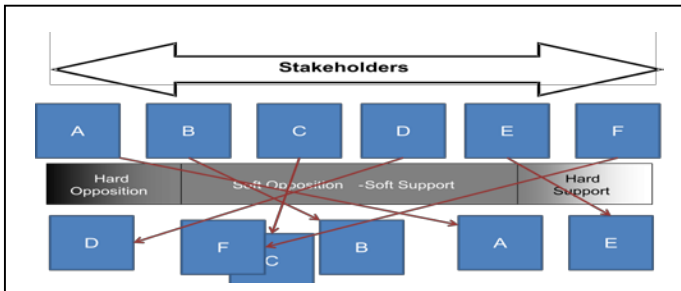 Stakeholders
A B C D E F
Hard Opposition
Soft Opposition -Soft Support
Hard Support
D F C B A E